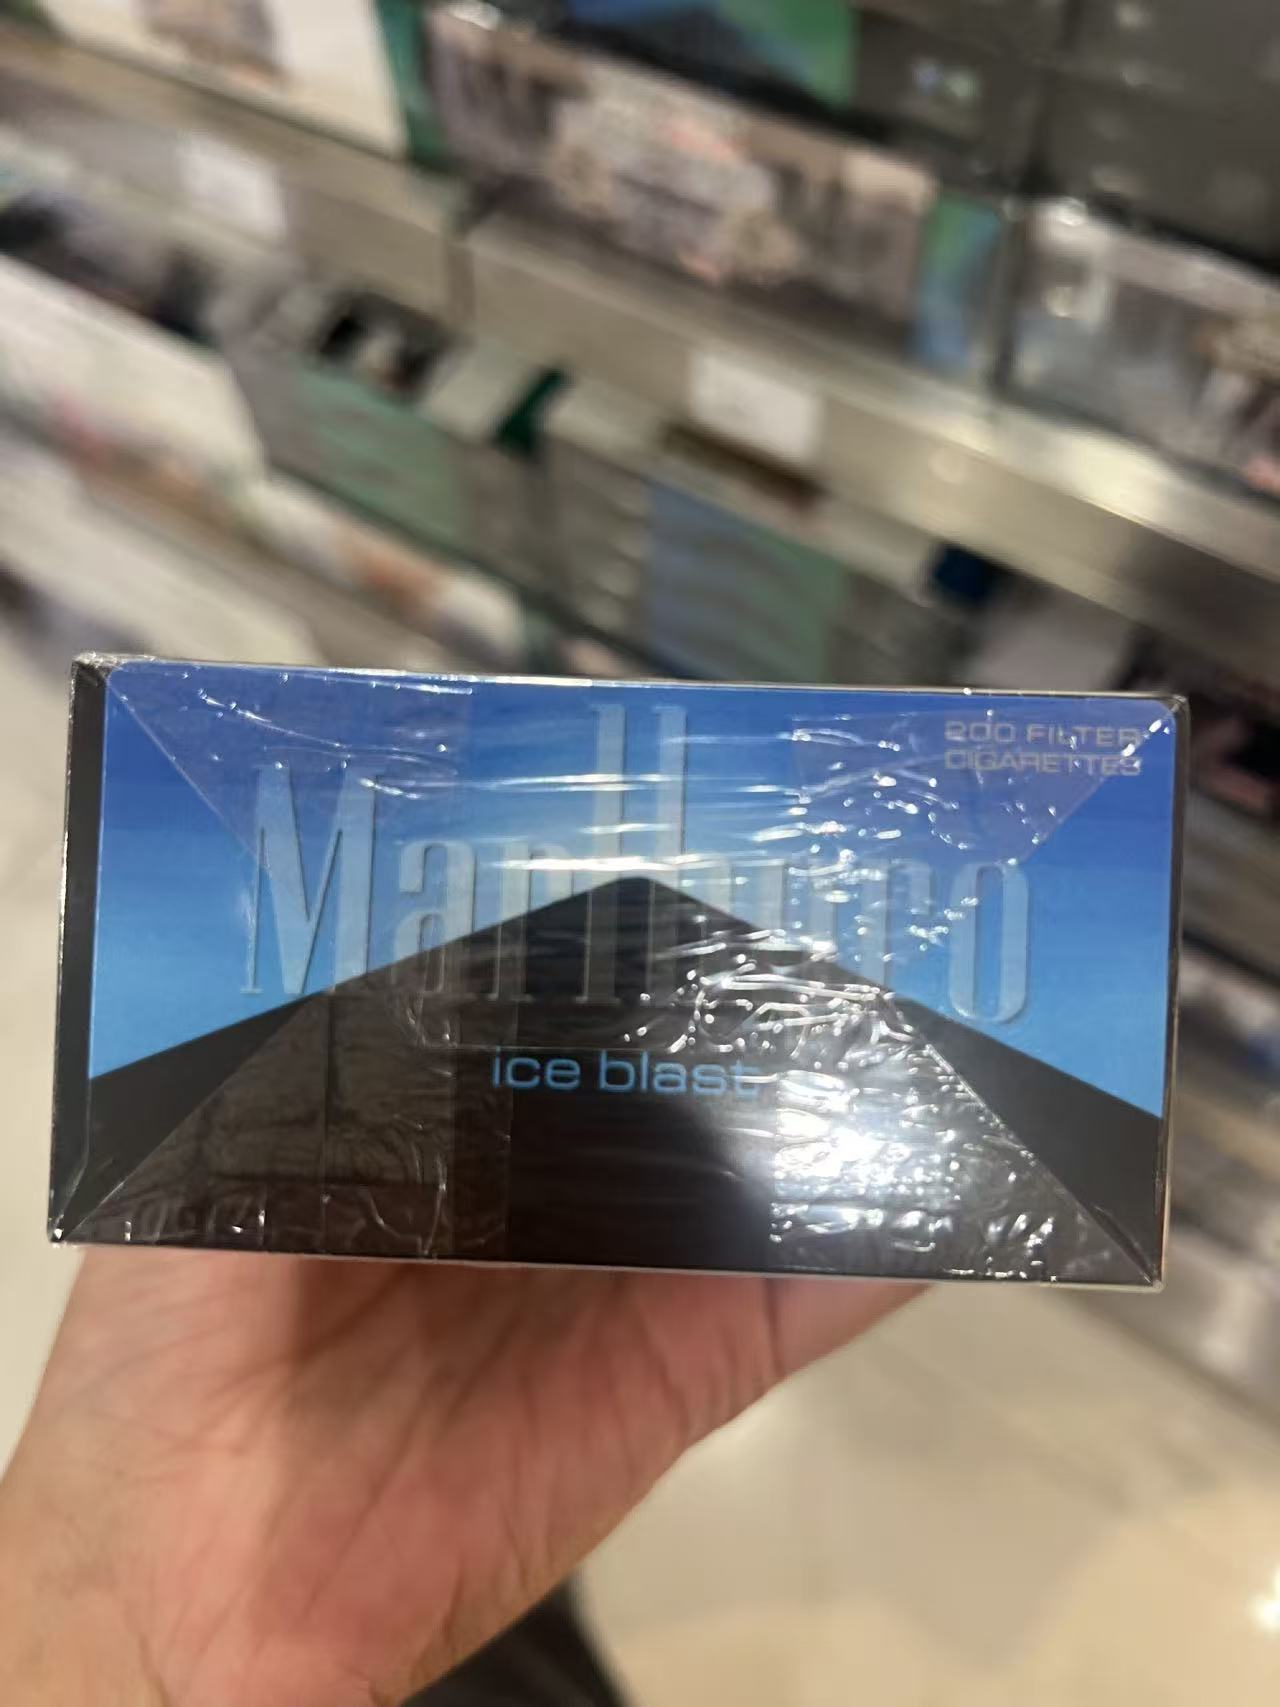 200 FILTER
CIGARETTES
Marlboro
ice blast